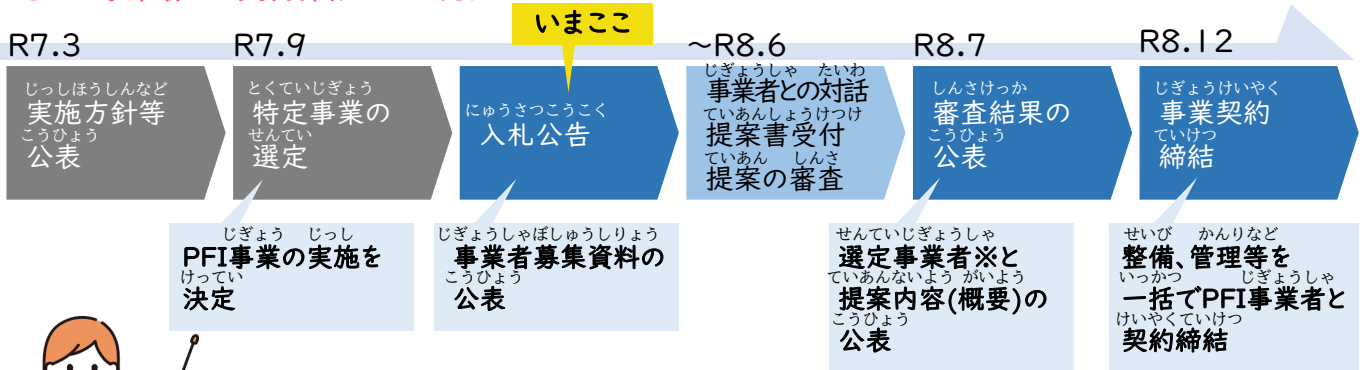 いまここ
R7.3
R7.9
～R8.6
R8.7
R8.12
じっしほうしんなど
実施方針等
こうひょう
公表
とくていじぎょう
特定事業の
せんてい
選定
にゅうさつこうこく
入札公告
じぎょうしゃ たいわ
事業者との対話
ていあんしょうけつけ
提案書受付
ていあん しんさ
提案の審査
しんさけっか
審査結果の
こうひょう
公表
じぎょうけいやく
事業契約
ていけつ
締結
じぎょう じっし
PFI事業の実施を
けってい
決定
じぎょうしゃぼしゅうしりょう
事業者募集資料の
こうひょう
公表
せんていじぎょうしゃ
選定事業者※と
ていあんないよう がいよう
提案内容(概要)の
こうひょう
公表
せいび かんりなど
整備、管理等を
いっかつ じぎょうしゃ
一括でPFI事業者と
けいやくていけつ
契約締結